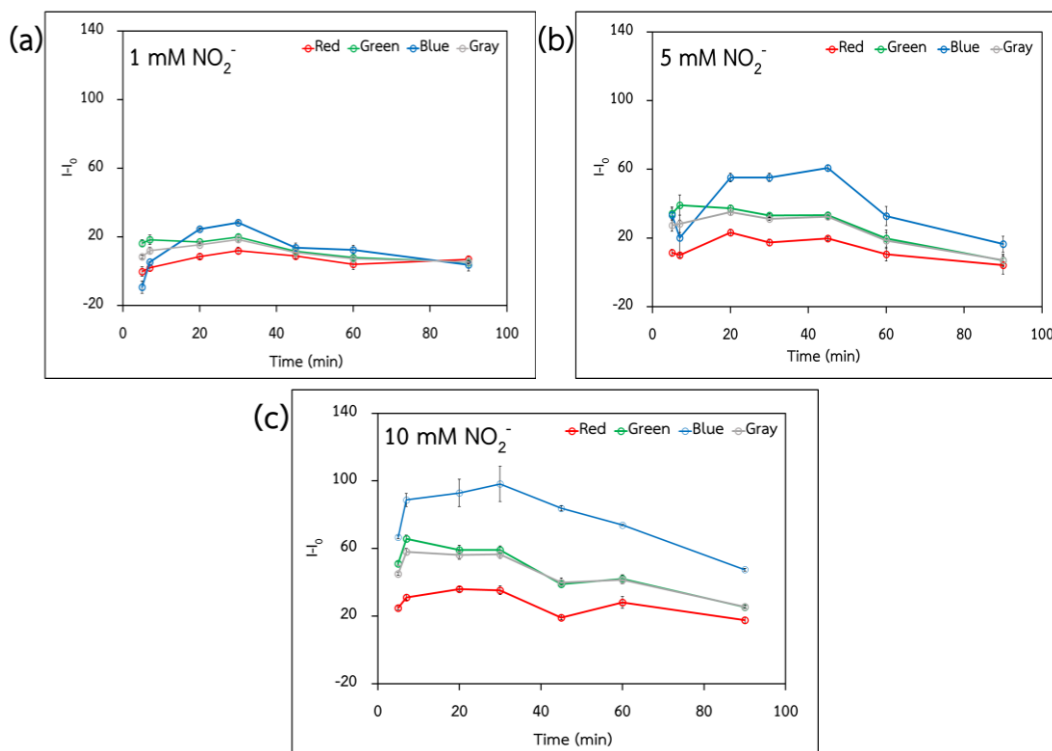 (a)
1 mM NO₂⁻
Red Green Blue Gray
140
100
60
20
-20
I-I₀
0 20 40 60 80 100
Time (min)
(b)
5 mM NO₂⁻
Red Green Blue Gray
140
100
60
20
-20
I-I₀
0 20 40 60 80 100
Time (min)
(c)
10 mM NO₂⁻
Red Green Blue Gray
140
100
60
20
-20
I-I₀
0 20 40 60 80 100
Time (min)